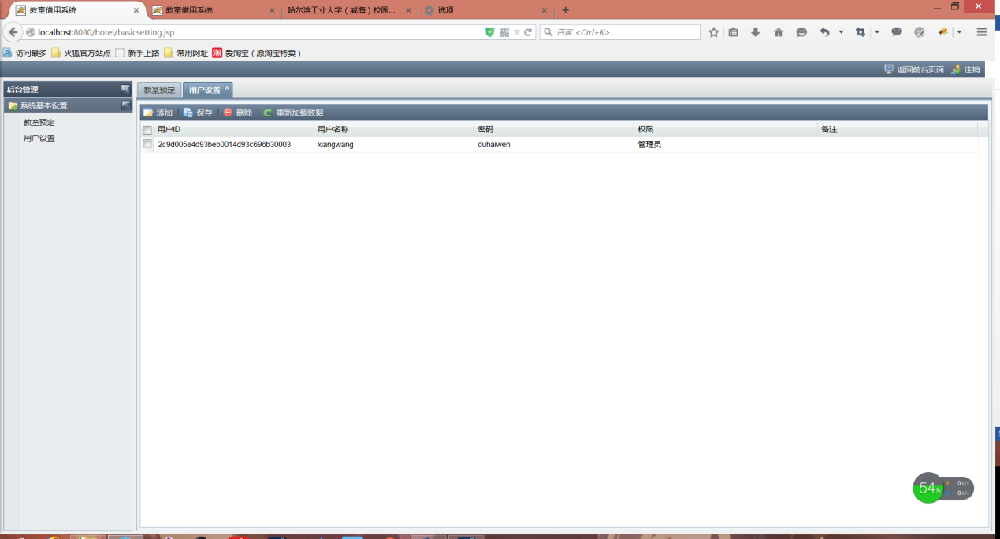 教室借用系统 教室借用系统 哈尔滨工业大学（威海）校园... 选项
localhost:8080/hotel/basicsetting.jsp 百度 <Ctrl+K>
访问最多 火狐官方站点 新手上路 常用网址 淘 爱淘宝（原淘宝特卖）
返回前台页面 注销
后台管理 教室预定 用户设置
系统基本设置
添加 保存 删除 重新加载数据
教室预定
用户设置
用户ID 用户名称 密码 权限 备注
2c9d005e4d93beb0014d93c696b30003 xiangwang duhaiwen 管理员
54% 0 K/s
0 K/s